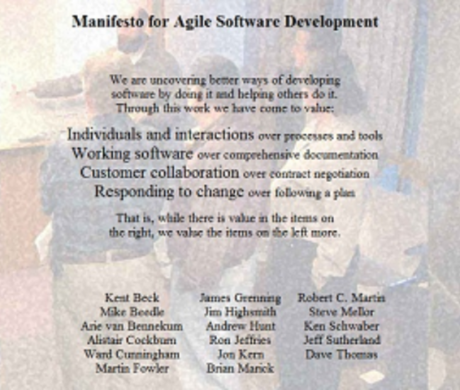 Manifesto for Agile Software Development
We are uncovering better ways of developing
software by doing it and helping others do it.
Through this work we have come to value:
Individuals and interactions over processes and tools
Working software over comprehensive documentation
Customer collaboration over contract negotiation
Responding to change over following a plan
That is, while there is value in the items on
the right, we value the items on the left more.
Kent Beck James Grenning Robert C. Martin
Mike Beedle Jim Highsmith Steve Mellor
Arie van Bennekum Andrew Hunt Ken Schwaber
Alistair Cockburn Ron Jeffries Jeff Sutherland
Ward Cunningham Jon Kern Dave Thomas
Martin Fowler Brian Marick